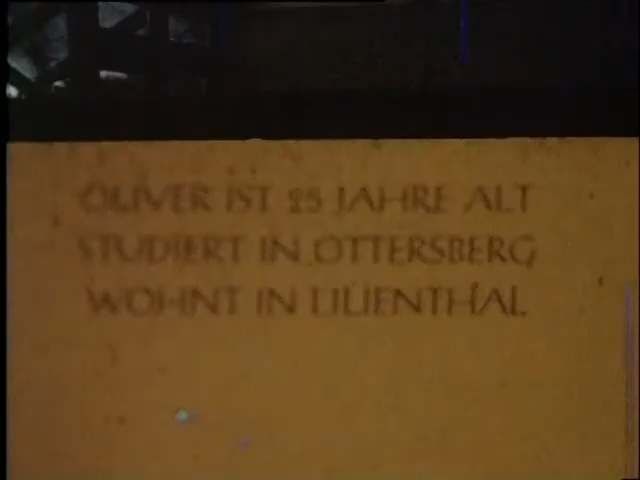 OLIVER IST 25 JAHRE ALT
STUDIERT IN OTTERSBERG
WOHNT IN LILIENTHAL